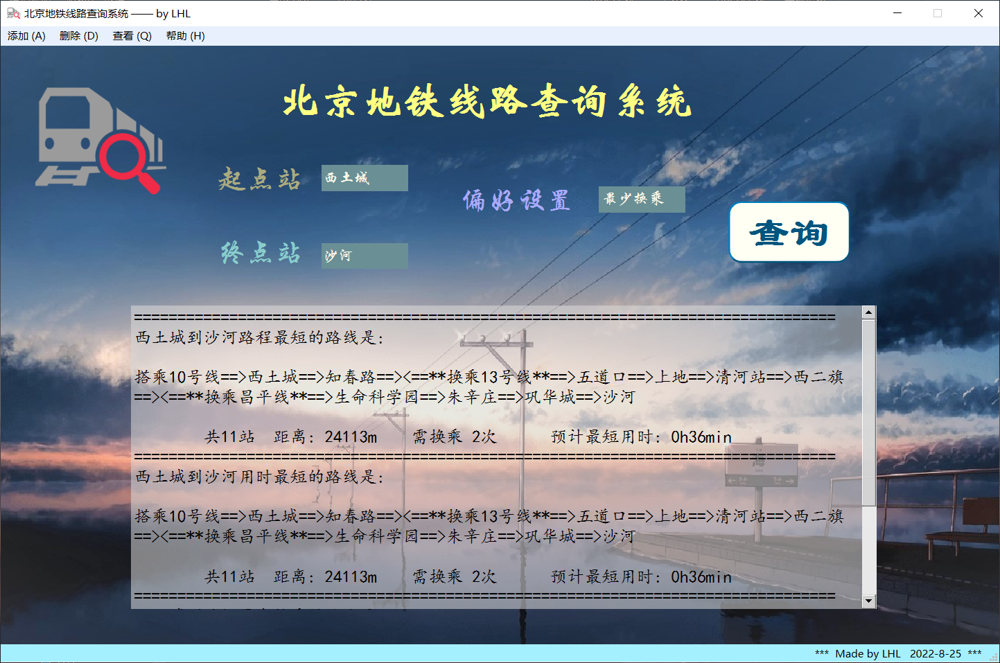 北京地铁线路查询系统 —— by LHL
添加 (A) 删除 (D) 查看 (Q) 帮助 (H)
北京地铁线路查询系统
起点站 西土城
偏好设置 最少换乘
终点站 沙河
查询
=================================================================================
西土城到沙河路程最短的路线是:
搭乘10号线==>西土城==>知春路==><==**换乘13号线**==>五道口==>上地==>清河站==>西二旗
==><==**换乘昌平线**==>生命科学园==>朱辛庄==>巩华城==>沙河
共11站 距离: 24113m 需换乘 2次 预计最短用时: 0h36min
=================================================================================
西土城到沙河用时最短的路线是:
搭乘10号线==>西土城==>知春路==><==**换乘13号线**==>五道口==>上地==>清河站==>西二旗
==><==**换乘昌平线**==>生命科学园==>朱辛庄==>巩华城==>沙河
共11站 距离: 24113m 需换乘 2次 预计最短用时: 0h36min
=================================================================================
*** Made by LHL 2022-8-25 ***